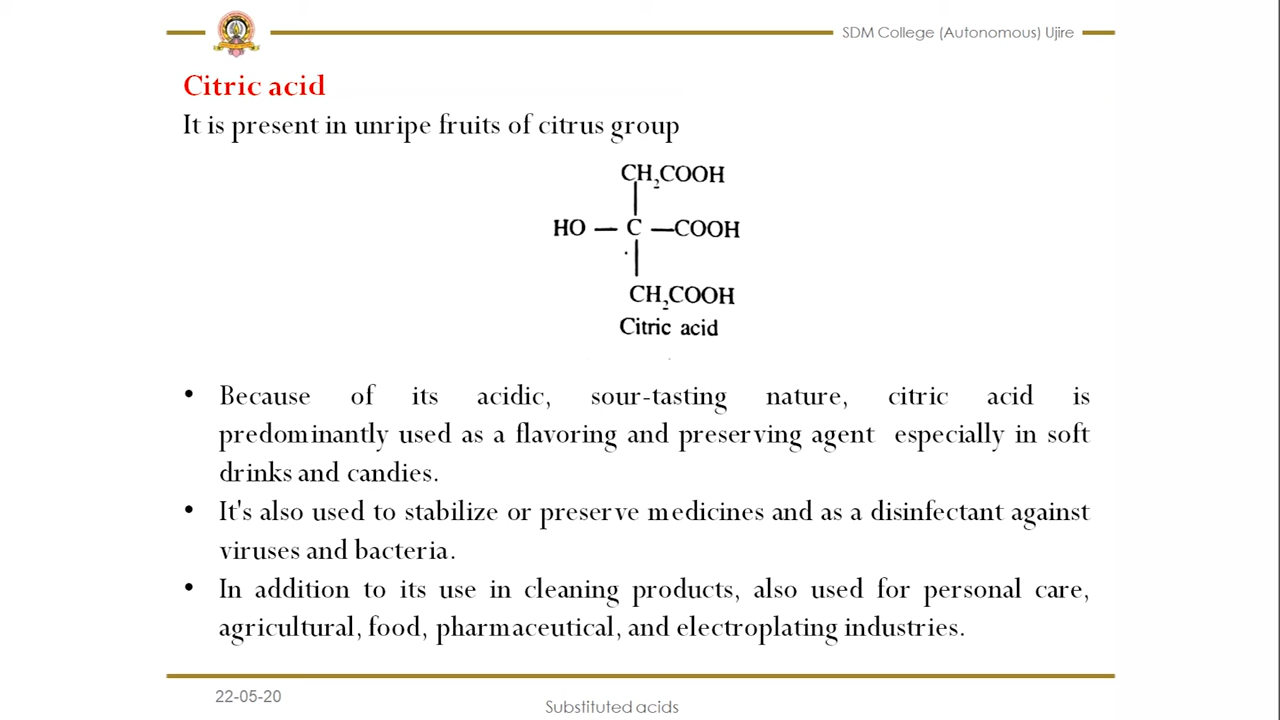 SDM College (Autonomous) Ujire
Citric acid
It is present in unripe fruits of citrus group
CH₂COOH
HO — C —COOH
CH₂COOH
Citric acid
• Because of its acidic, sour-tasting nature, citric acid is
predominantly used as a flavoring and preserving agent especially in soft
drinks and candies.
• It's also used to stabilize or preserve medicines and as a disinfectant against
viruses and bacteria.
• In addition to its use in cleaning products, also used for personal care,
agricultural, food, pharmaceutical, and electroplating industries.
22-05-20
Substituted acids